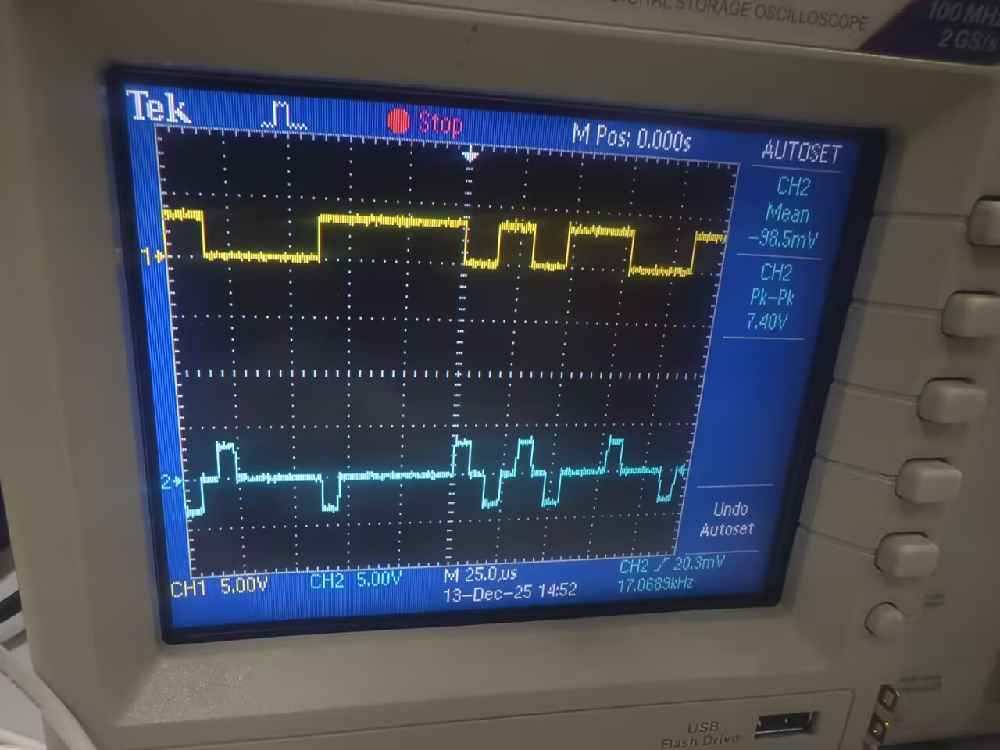 DIGITAL STORAGE OSCILLOSCOPE
100 MHz
2 GS/s
Tek
Stop
M Pos: 0.000s
AUTOSET
CH2
Mean
-98.5mV
CH2
Pk-Pk
7.40V
1
2
Undo
Autoset
CH1 5.00V
CH2 5.00V
M 25.0µs
CH2 20.3mV
13-Dec-25 14:52
17.0689kHz
USB
Flash Drive